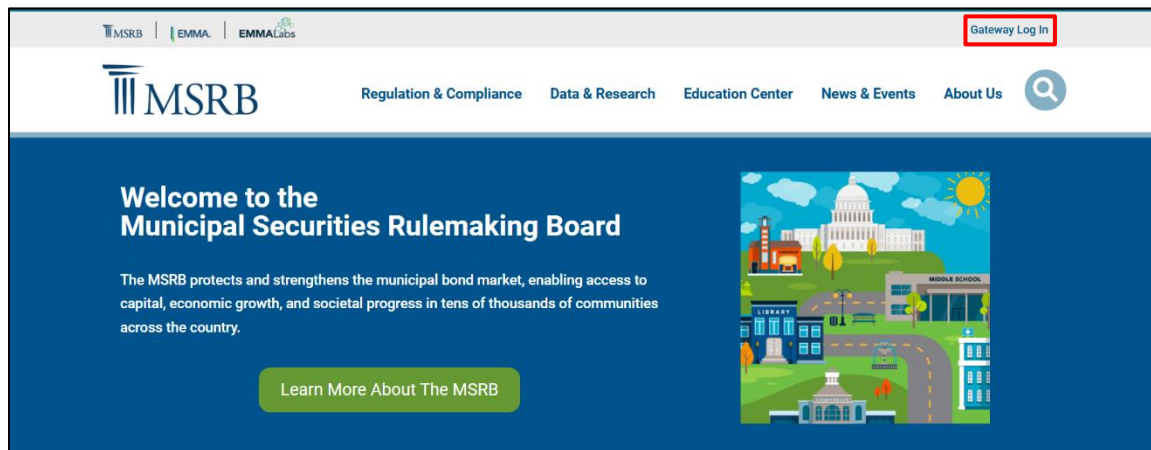 MSRB EMMA. EMMALabs Gateway Log In
MSRB Regulation & Compliance Data & Research Education Center News & Events About Us
Welcome to the
Municipal Securities Rulemaking Board
The MSRB protects and strengthens the municipal bond market, enabling access to
capital, economic growth, and societal progress in tens of thousands of communities
across the country.
Learn More About The MSRB
MIDDLE SCHOOL
LIBRARY